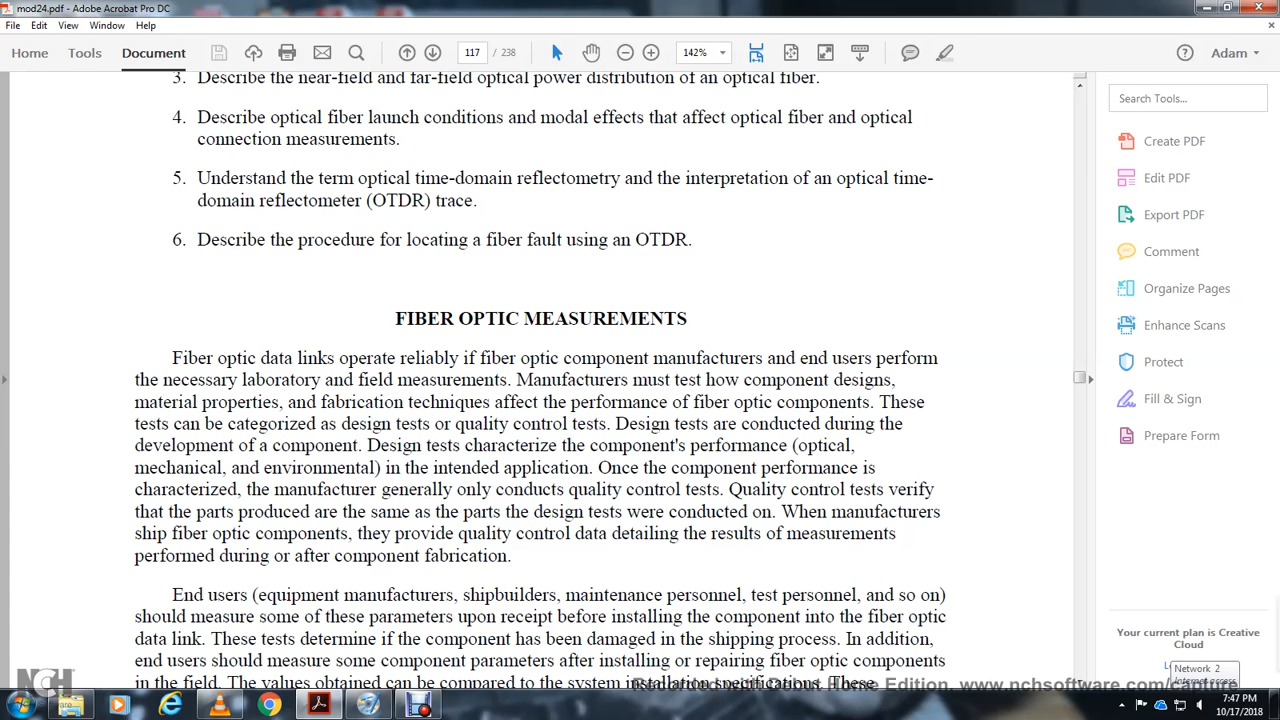 mod24.pdf - Adobe Acrobat Pro DC
File Edit View Window Help
Home Tools Document 117 / 238 142% Adam
3. Describe the near-field and far-field optical power distribution of an optical fiber.
4. Describe optical fiber launch conditions and modal effects that affect optical fiber and optical
connection measurements.
5. Understand the term optical time-domain reflectometry and the interpretation of an optical time-
domain reflectometer (OTDR) trace.
6. Describe the procedure for locating a fiber fault using an OTDR.
FIBER OPTIC MEASUREMENTS
Fiber optic data links operate reliably if fiber optic component manufacturers and end users perform
the necessary laboratory and field measurements. Manufacturers must test how component designs,
material properties, and fabrication techniques affect the performance of fiber optic components. These
tests can be categorized as design tests or quality control tests. Design tests are conducted during the
development of a component. Design tests characterize the component's performance (optical,
mechanical, and environmental) in the intended application. Once the component performance is
characterized, the manufacturer generally only conducts quality control tests. Quality control tests verify
that the parts produced are the same as the parts the design tests were conducted on. When manufacturers
ship fiber optic components, they provide quality control data detailing the results of measurements
performed during or after component fabrication.
End users (equipment manufacturers, shipbuilders, maintenance personnel, test personnel, and so on)
should measure some of these parameters upon receipt before installing the component into the fiber optic
data link. These tests determine if the component has been damaged in the shipping process. In addition,
end users should measure some component parameters after installing or repairing fiber optic components
in the field. The values obtained can be compared to the system installation specifications. These
Search Tools...
Create PDF
Edit PDF
Export PDF
Comment
Organize Pages
Enhance Scans
Protect
Fill & Sign
Prepare Form
Your current plan is Creative
Cloud
Network 2
Internet access
NCH
Home Edition. www.nchsoftware.com/capture
7:47 PM
10/17/2018